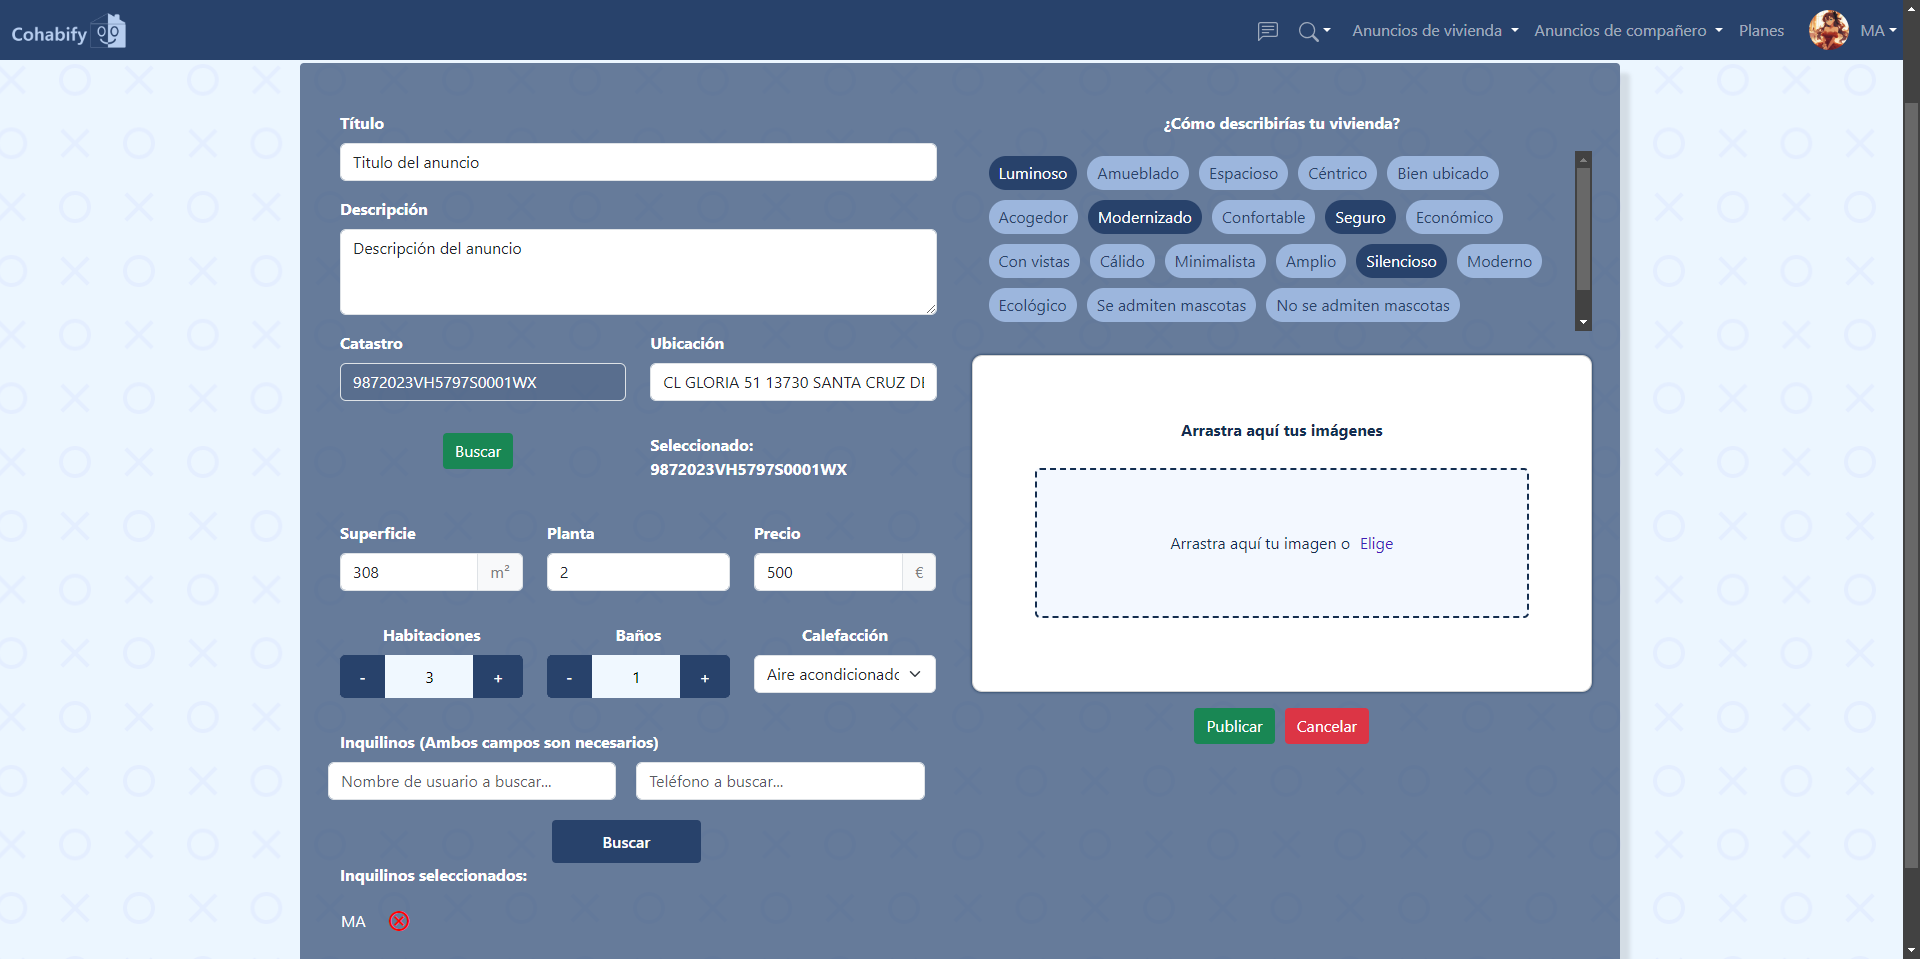 Cohabify
Anuncios de vivienda
Anuncios de compañero
Planes
MA
Título
Titulo del anuncio
Descripción
Descripción del anuncio
Catastro
Ubicación
9872023VH5797S0001WX
CL GLORIA 51 13730 SANTA CRUZ DE
Buscar
Seleccionado:
9872023VH5797S0001WX
Superficie
Planta
Precio
308 m²
2
500 €
Habitaciones
Baños
Calefacción
- 3 +
- 1 +
Aire acondicionado
Inquilinos (Ambos campos son necesarios)
Nombre de usuario a buscar...
Teléfono a buscar...
Buscar
Inquilinos seleccionados:
MA
¿Cómo describirías tu vivienda?
Luminoso Amueblado Espacioso Céntrico Bien ubicado
Acogedor Modernizado Confortable Seguro Económico
Con vistas Cálido Minimalista Amplio Silencioso Moderno
Ecológico Se admiten mascotas No se admiten mascotas
Arrastra aquí tus imágenes
Arrastra aquí tu imagen o Elige
Publicar
Cancelar